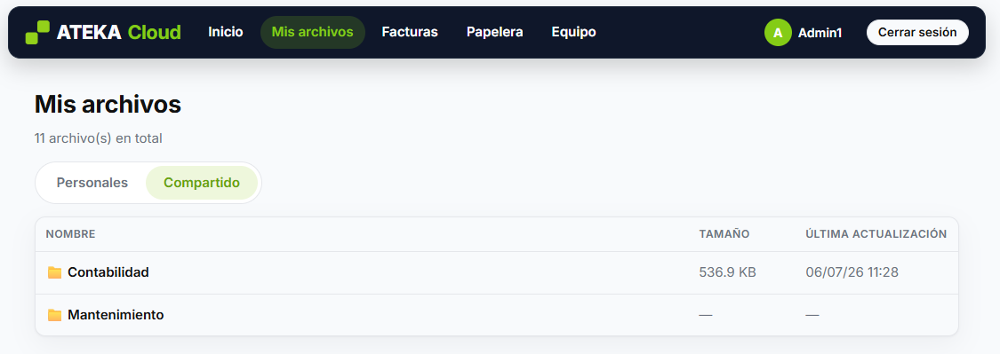 ATEKA Cloud Inicio Mis archivos Facturas Papelera Equipo A Admin1 Cerrar sesión
Mis archivos
11 archivo(s) en total
Personales Compartido
NOMBRE TAMAÑO ÚLTIMA ACTUALIZACIÓN
Contabilidad 536.9 KB 06/07/26 11:28
Mantenimiento — —